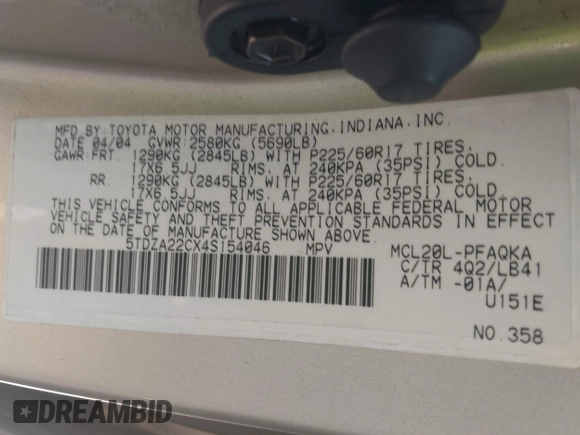 MFD.BY:TOYOTA MOTOR MANUFACTURING,INDIANA,INC.
DATE 04/04 GVWR:2580KG (5690LB)
GAWR:FRT. 1290KG (2845LB) WITH P225/60R17 TIRES,
17X6.5JJ RIMS, AT 240KPA (35PSI) COLD.
RR. 1290KG (2845LB) WITH P225/60R17 TIRES,
17X6.5JJ RIMS, AT 240KPA (35PSI) COLD.
THIS VEHICLE CONFORMS TO ALL APPLICABLE FEDERAL MOTOR
VEHICLE SAFETY AND THEFT PREVENTION STANDARDS IN EFFECT
ON THE DATE OF MANUFACTURE SHOWN ABOVE.
5TDZA22CX4S154046 MPV
MCL20L-PFAQKA
C/TR 4Q2/LB41
A/TM -01A/
U151E
NO.358
DREAMBID